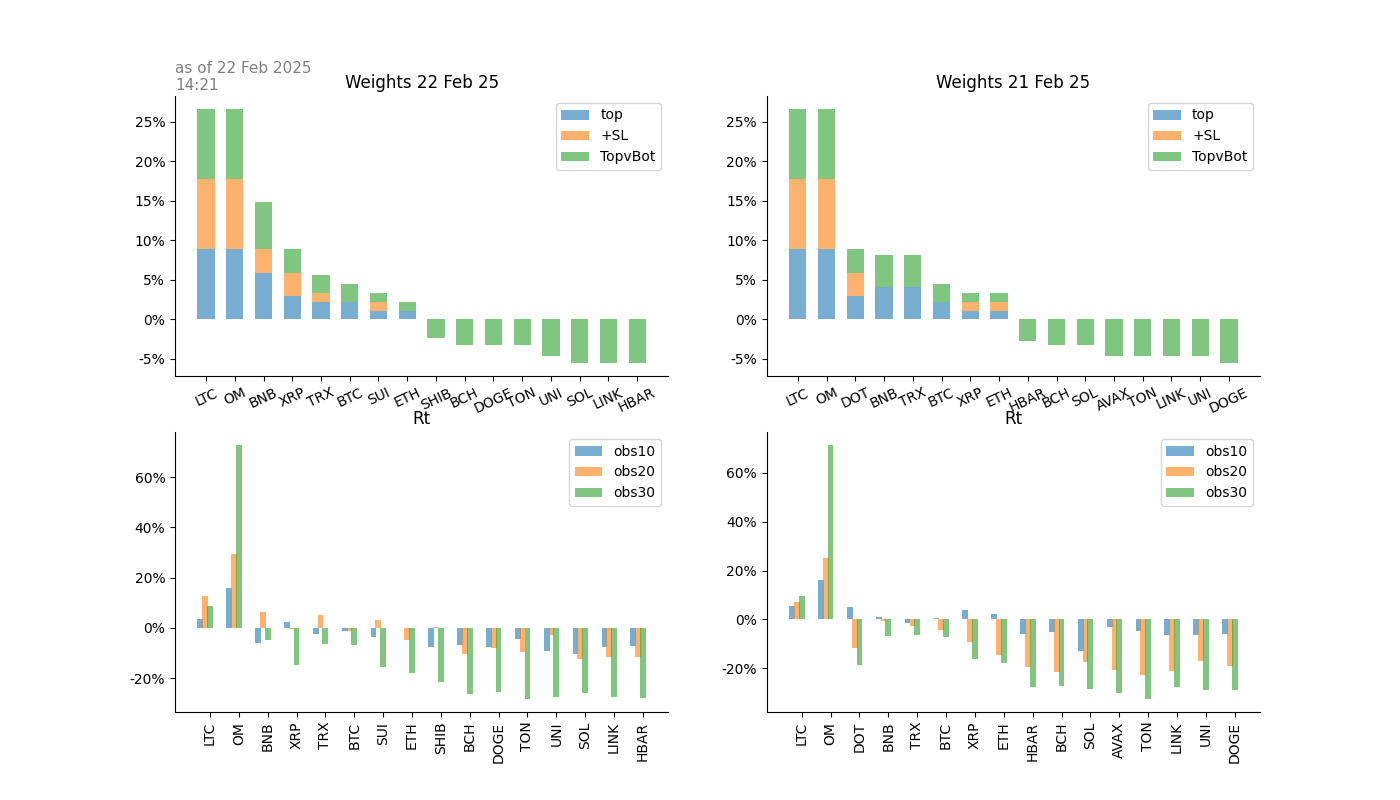 as of 22 Feb 2025
14:21
Weights 22 Feb 25
25%
20%
15%
10%
5%
0%
-5%
top
+SL
TopvBot
LTC OM BNB XRP TRX BTC SUI ETH SHIB BCH DOGE TON UNI SOL LINK HBAR
Weights 21 Feb 25
25%
20%
15%
10%
5%
0%
-5%
top
+SL
TopvBot
LTC OM DOT BNB TRX BTC XRP ETH HBAR BCH SOL AVAX TON LINK UNI DOGE
Rt
60%
40%
20%
0%
-20%
obs10
obs20
obs30
LTC OM BNB XRP TRX BTC SUI ETH SHIB BCH DOGE TON UNI SOL LINK HBAR
Rt
60%
40%
20%
0%
-20%
obs10
obs20
obs30
LTC OM DOT BNB TRX BTC XRP ETH HBAR BCH SOL AVAX TON LINK UNI DOGE